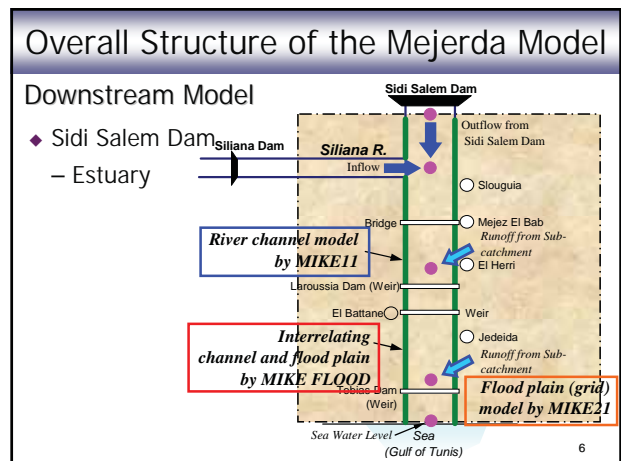 Overall Structure of the Mejerda Model
Downstream Model
Sidi Salem Dam
◆ Sidi Salem Dam
– Estuary
Siliana Dam
Siliana R.
Inflow
Outflow from
Sidi Salem Dam
Slouguia
Bridge
Mejez El Bab
Runoff from Sub-
catchment
River channel model
by MIKE11
El Herri
Laroussia Dam (Weir)
El Battane
Weir
Jedeida
Interrelating
channel and flood plain
by MIKE FLOOD
Runoff from Sub-
catchment
Tobias Dam
(Weir)
Flood plain (grid)
model by MIKE21
Sea Water Level
Sea
(Gulf of Tunis)
6